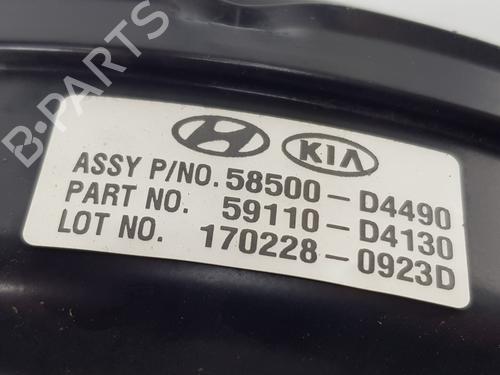 B-PARTS
KIA
ASSY P/NO. 58500-D4490
PART NO. 59110-D4130
LOT NO. 170228-0923D